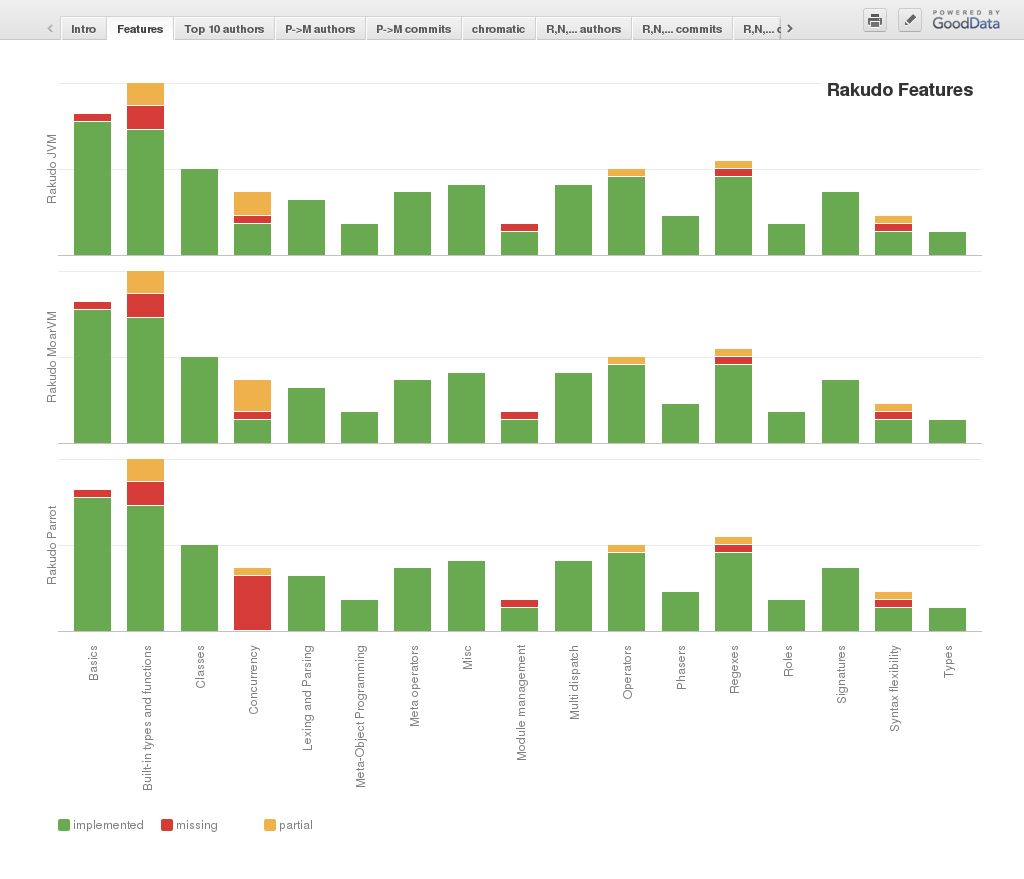 Intro
Features
Top 10 authors
P->M authors
P->M commits
chromatic
R,N,... authors
R,N,... commits
R,N,...
POWERED BY
GoodData
Rakudo Features
Rakudo JVM
Rakudo MoarVM
Rakudo Parrot
Basics
Built-in types and functions
Classes
Concurrency
Lexing and Parsing
Meta-Object Programming
Meta operators
Misc
Module management
Multi dispatch
Operators
Phasers
Regexes
Roles
Signatures
Syntax flexibility
Types
implemented
missing
partial